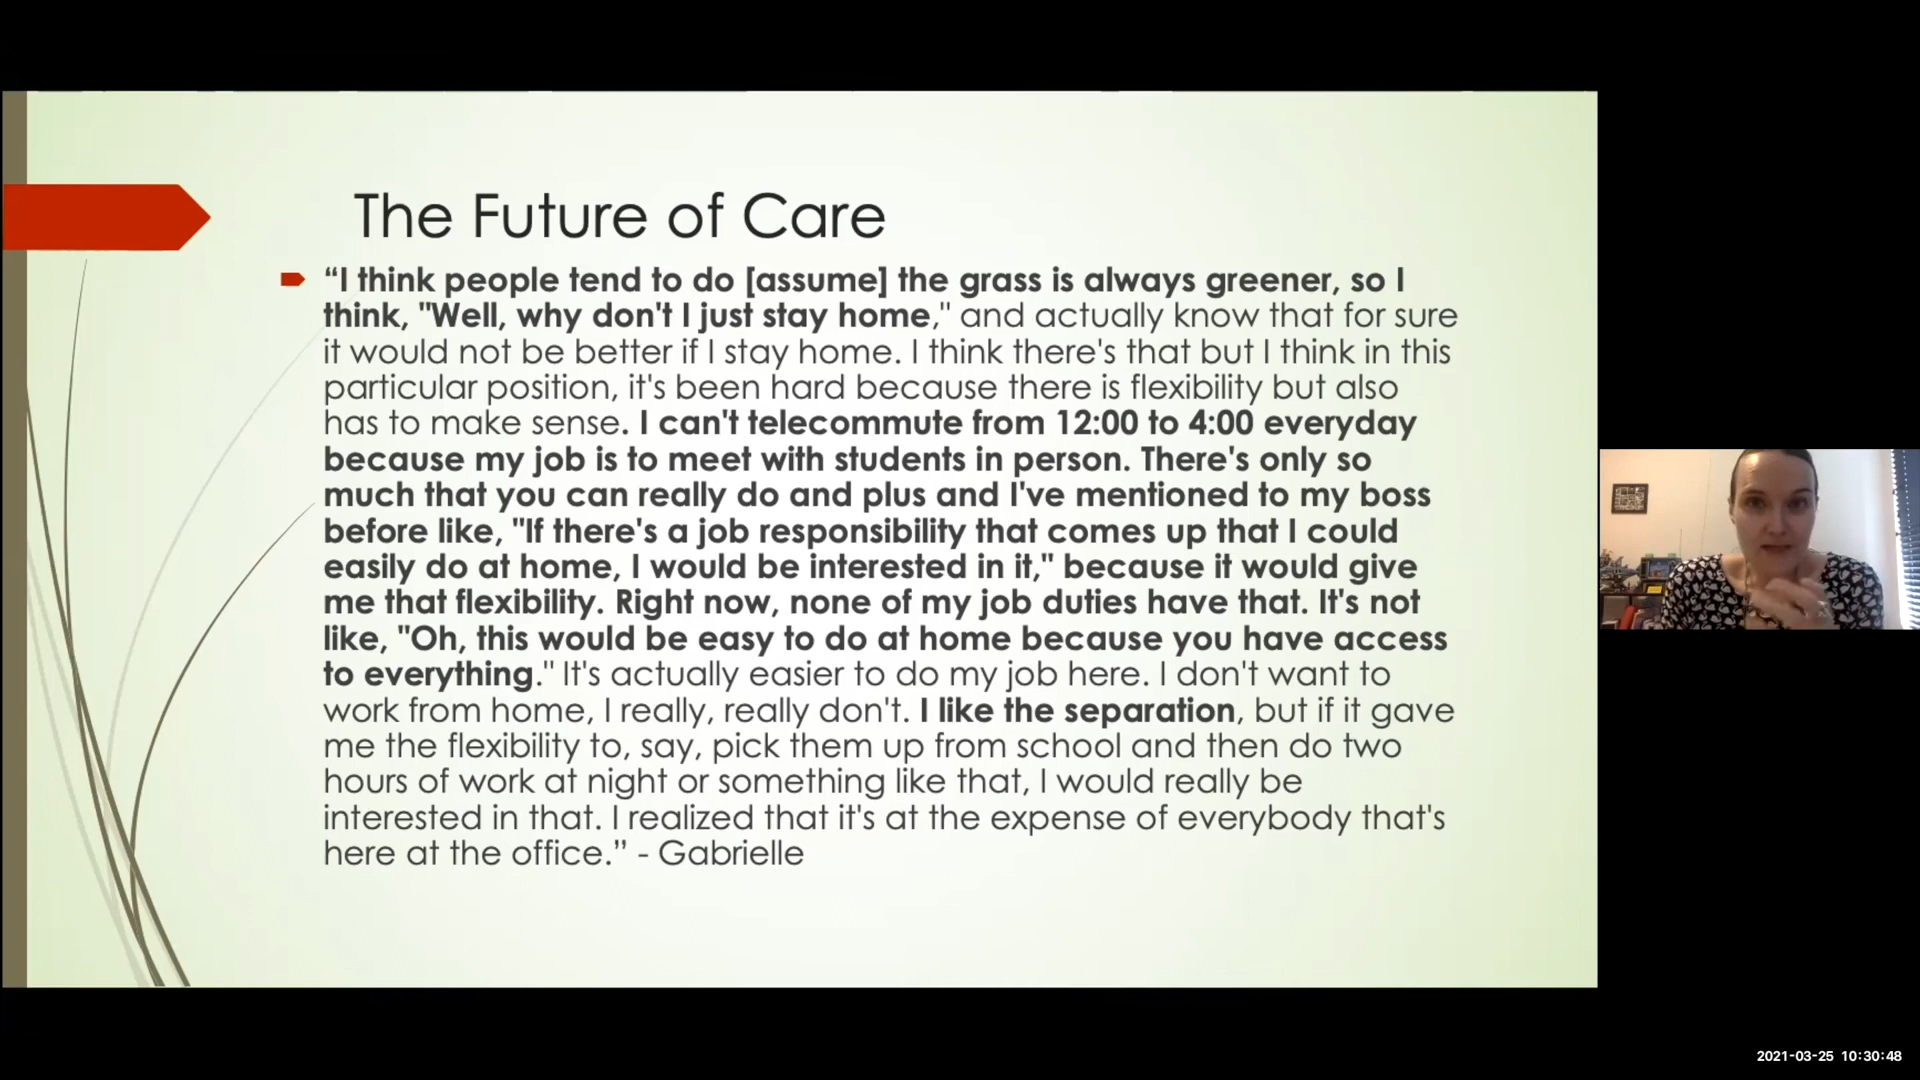 The Future of Care
“I think people tend to do [assume] the grass is always greener, so I
think, "Well, why don't I just stay home," and actually know that for sure
it would not be better if I stay home. I think there's that but I think in this
particular position, it's been hard because there is flexibility but also
has to make sense. I can't telecommute from 12:00 to 4:00 everyday
because my job is to meet with students in person. There's only so
much that you can really do and plus and I've mentioned to my boss
before like, "If there's a job responsibility that comes up that I could
easily do at home, I would be interested in it," because it would give
me that flexibility. Right now, none of my job duties have that. It's not
like, "Oh, this would be easy to do at home because you have access
to everything." It's actually easier to do my job here. I don't want to
work from home, I really, really don't. I like the separation, but if it gave
me the flexibility to, say, pick them up from school and then do two
hours of work at night or something like that, I would really be
interested in that. I realized that it's at the expense of everybody that's
here at the office.” - Gabrielle
2021-03-25 10:30:48